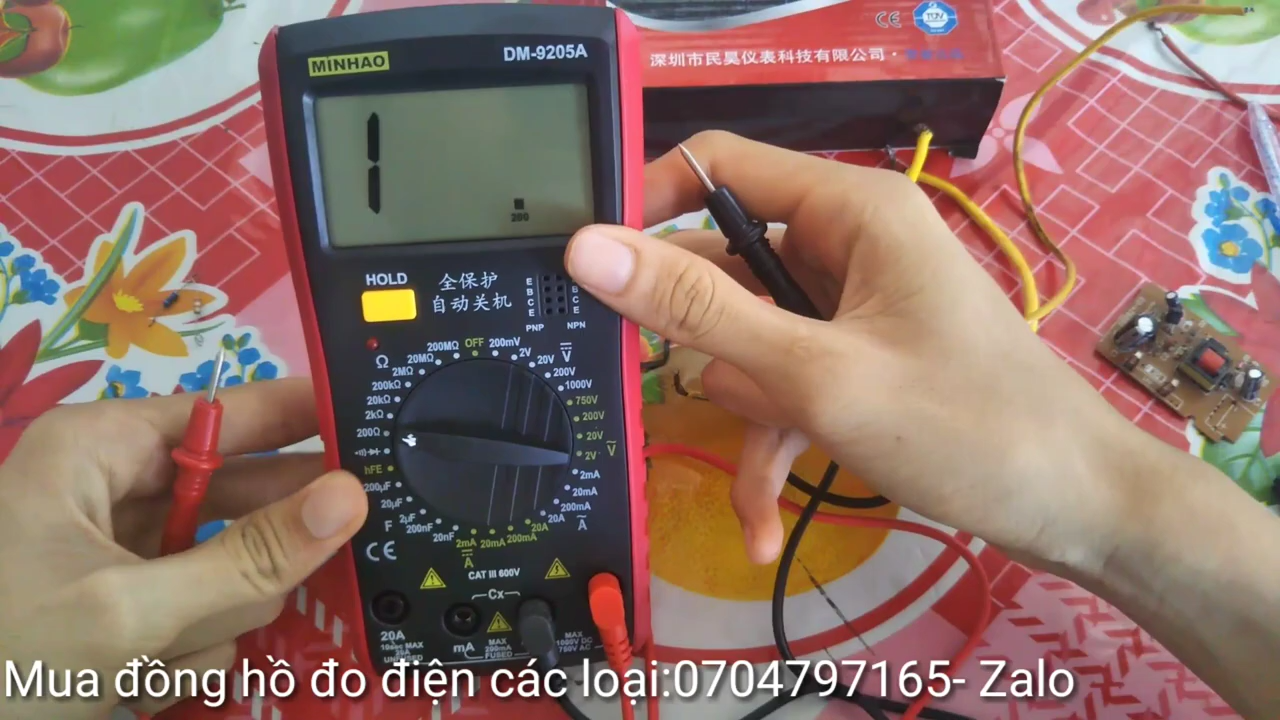 CE TÜV
深圳市民昊仪表科技有限公司
MINHAO
DM-9205A
1
200
HOLD
全保护
自动关机
E B C E
B C E
PNP
NPN
Ω
200MΩ
20MΩ
2MΩ
200kΩ
20kΩ
2kΩ
200Ω
hFE
200µF
20µF
2µF
200nF
20nF
F
OFF
200mV
2V
20V
200V
1000V
V
750V
200V
20V
2V
V
2mA
20mA
200mA
20A
A
20A
200mA
20mA
2mA
A
CE
CAT III 600V
Cx
20A
10sec MAX
mA
MAX
200mA
FUSED
MAX
1000V DC
750V AC
Mua đồng hồ đo điện các loại:0704797165- Zalo